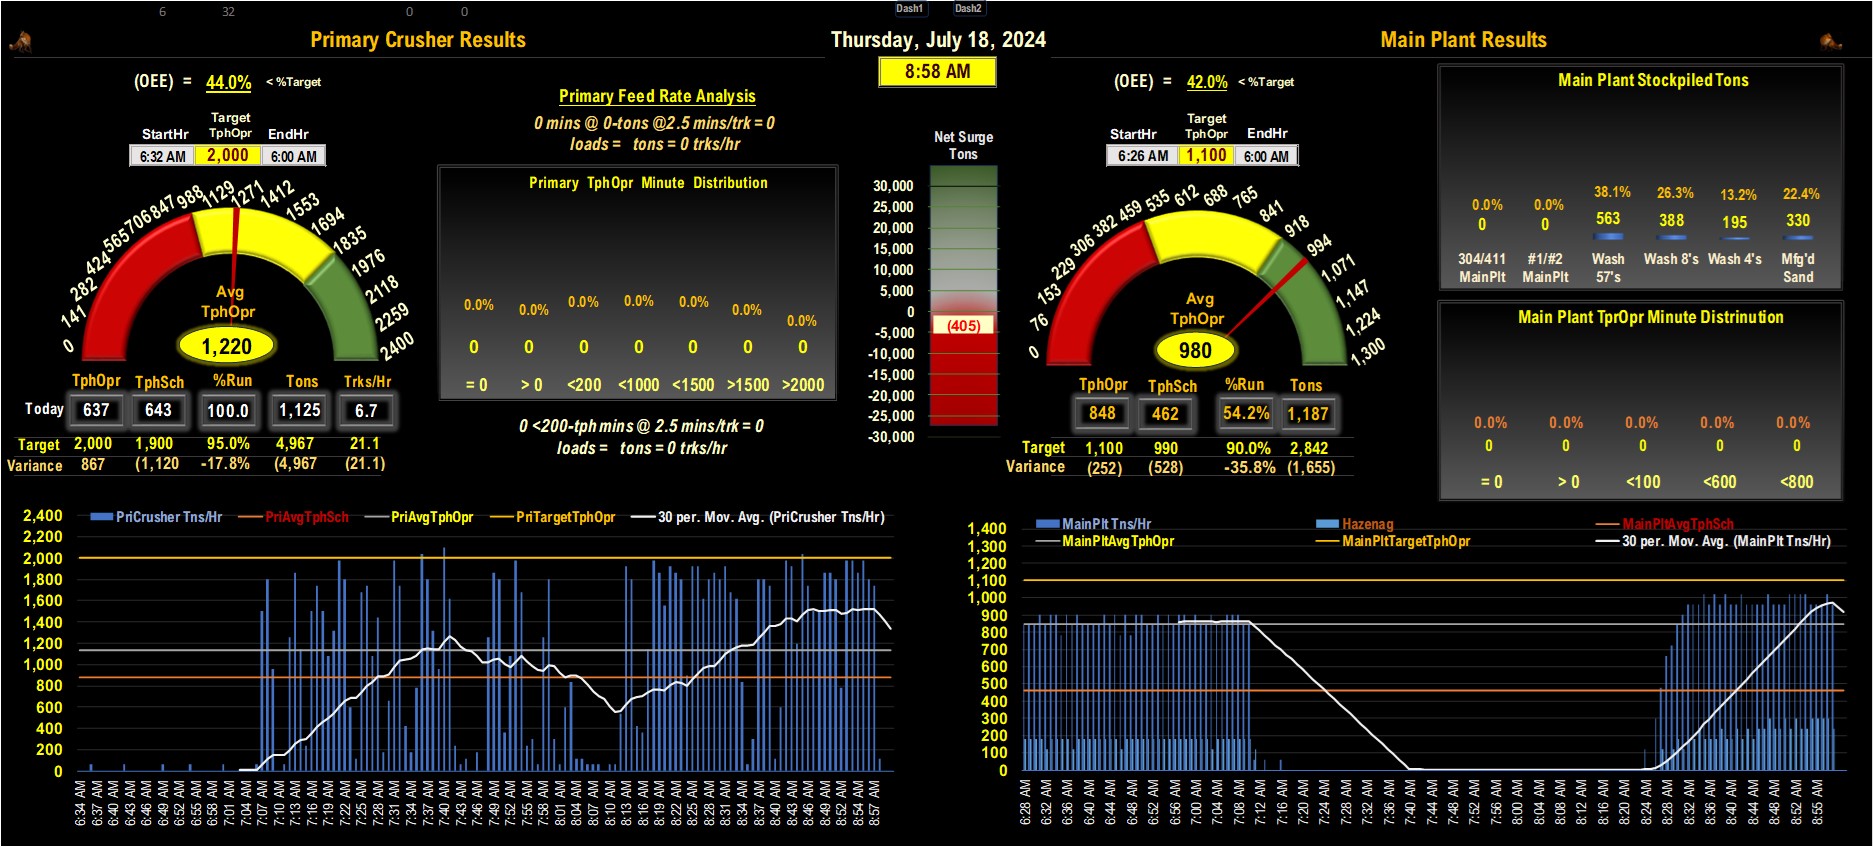 6 32 0 0 Dash1 Dash2
Primary Crusher Results
Thursday, July 18, 2024
Main Plant Results
8:58 AM
(OEE) = 44.0% < %Target
StartHr Target TphOpr EndHr
6:32 AM 2,000 6:00 AM
0 141 282 424 565 706 847 988 1129 1271 1412 1553 1694 1835 1976 2118 2259 2400
Avg
TphOpr
1,220
TphOpr TphSch %Run Tons Trks/Hr
Today 637 643 100.0 1,125 6.7
Target 2,000 1,900 95.0% 4,967 21.1
Variance 867 (1,120 -17.8% (4,967 (21.1)
Primary Feed Rate Analysis
0 mins @ 0-tons @2.5 mins/trk = 0
loads = tons = 0 trks/hr
Primary TphOpr Minute Distribution
0.0% 0.0% 0.0% 0.0% 0.0% 0.0% 0.0%
0 0 0 0 0 0 0
= 0 > 0 <200 <1000 <1500 >1500 >2000
0 <200-tph mins @ 2.5 mins/trk = 0
loads = tons = 0 trks/hr
Net Surge
Tons
30,000
25,000
20,000
15,000
10,000
5,000
0
(405)
-5,000
-10,000
-15,000
-20,000
-25,000
-30,000
(OEE) = 42.0% < %Target
StartHr Target TphOpr EndHr
6:26 AM 1,100 6:00 AM
0 76 153 229 306 382 459 535 612 688 765 841 918 994 1,071 1,147 1,224 1,300
Avg
TphOpr
980
TphOpr TphSch %Run Tons
848 462 54.2% 1,187
Target 1,100 990 90.0% 2,842
Variance (252) (528) -35.8% (1,655)
Main Plant Stockpiled Tons
0.0% 0.0% 38.1% 26.3% 13.2% 22.4%
0 0 563 388 195 330
304/411 #1/#2 Wash Wash 8's Wash 4's Mfg'd
MainPlt MainPlt 57's Sand
Main Plant TprOpr Minute Distrinution
0.0% 0.0% 0.0% 0.0% 0.0%
0 0 0 0 0
= 0 > 0 <100 <600 <800
PriCrusher Tns/Hr PriAvgTphSch PriAvgTphOpr PriTargetTphOpr 30 per. Mov. Avg. (PriCrusher Tns/Hr)
2,400
2,200
2,000
1,800
1,600
1,400
1,200
1,000
800
600
400
200
0
6:34 AM 6:37 AM 6:40 AM 6:43 AM 6:46 AM 6:49 AM 6:52 AM 6:55 AM 6:58 AM 7:01 AM 7:04 AM 7:07 AM 7:10 AM 7:13 AM 7:16 AM 7:19 AM 7:22 AM 7:25 AM 7:28 AM 7:31 AM 7:34 AM 7:37 AM 7:40 AM 7:43 AM 7:46 AM 7:49 AM 7:52 AM 7:55 AM 7:58 AM 8:01 AM 8:04 AM 8:07 AM 8:10 AM 8:13 AM 8:16 AM 8:19 AM 8:22 AM 8:25 AM 8:28 AM 8:31 AM 8:34 AM 8:37 AM 8:40 AM 8:43 AM 8:46 AM 8:49 AM 8:51 AM 8:54 AM 8:57 AM
MainPlt Tns/Hr Hazenag MainPltAvgTphSch
MainPltAvgTphOpr MainPltTargetTphOpr 30 per. Mov. Avg. (MainPlt Tns/Hr)
1,400
1,300
1,200
1,100
1,000
900
800
700
600
500
400
300
200
100
0
6:28 AM 6:32 AM 6:36 AM 6:38 AM 6:40 AM 6:44 AM 6:48 AM 6:52 AM 6:56 AM 7:00 AM 7:04 AM 7:08 AM 7:12 AM 7:16 AM 7:20 AM 7:24 AM 7:28 AM 7:32 AM 7:36 AM 7:40 AM 7:44 AM 7:48 AM 7:52 AM 7:56 AM 8:00 AM 8:04 AM 8:08 AM 8:12 AM 8:16 AM 8:20 AM 8:24 AM 8:28 AM 8:32 AM 8:36 AM 8:40 AM 8:44 AM 8:48 AM 8:52 AM 8:55 AM